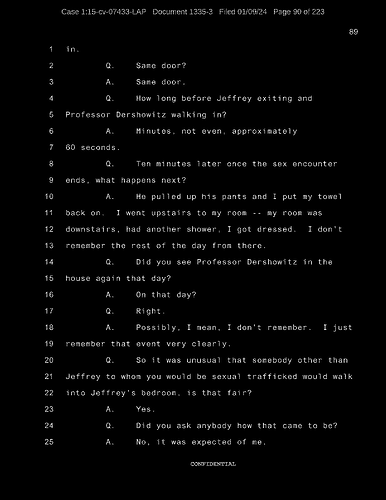 Case 1:15-cv-07433-LAP Document 1335-3 Filed 01/09/24 Page 90 of 223
89
1 in.
2 Q. Same door?
3 A. Same door.
4 Q. How long before Jeffrey exiting and
5 Professor Dershowitz walking in?
6 A. Minutes, not even, approximately
7 60 seconds.
8 Q. Ten minutes later once the sex encounter
9 ends, what happens next?
10 A. He pulled up his pants and I put my towel
11 back on. I went upstairs to my room -- my room was
12 downstairs, had another shower, I got dressed. I don't
13 remember the rest of the day from there.
14 Q. Did you see Professor Dershowitz in the
15 house again that day?
16 A. On that day?
17 Q. Right.
18 A. Possibly, I mean, I don't remember. I just
19 remember that event very clearly.
20 Q. So it was unusual that somebody other than
21 Jeffrey to whom you would be sexual trafficked would walk
22 into Jeffrey's bedroom, is that fair?
23 A. Yes.
24 Q. Did you ask anybody how that came to be?
25 A. No, it was expected of me.
CONFIDENTIAL